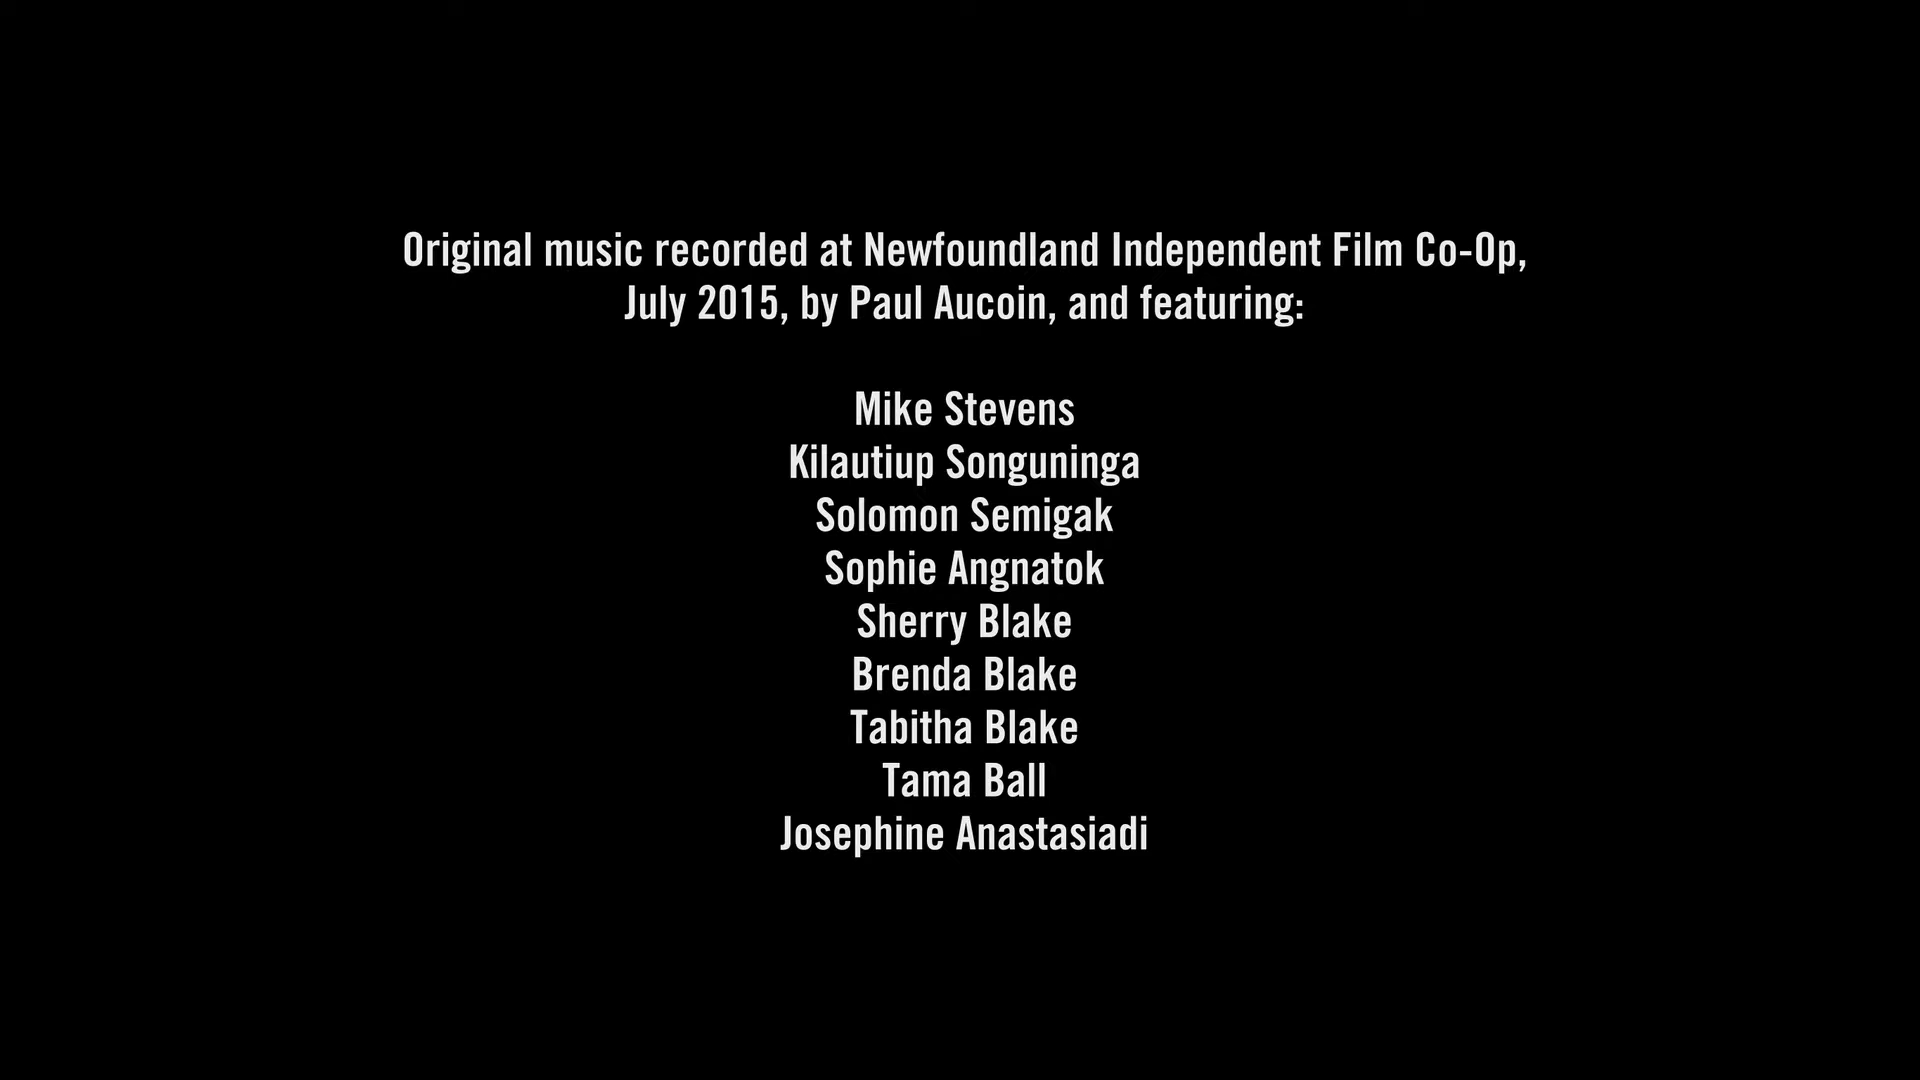 Original music recorded at Newfoundland Independent Film Co-Op,
July 2015, by Paul Aucoin, and featuring:
Mike Stevens
Kilautiup Songuninga
Solomon Semigak
Sophie Angnatok
Sherry Blake
Brenda Blake
Tabitha Blake
Tama Ball
Josephine Anastasiadi